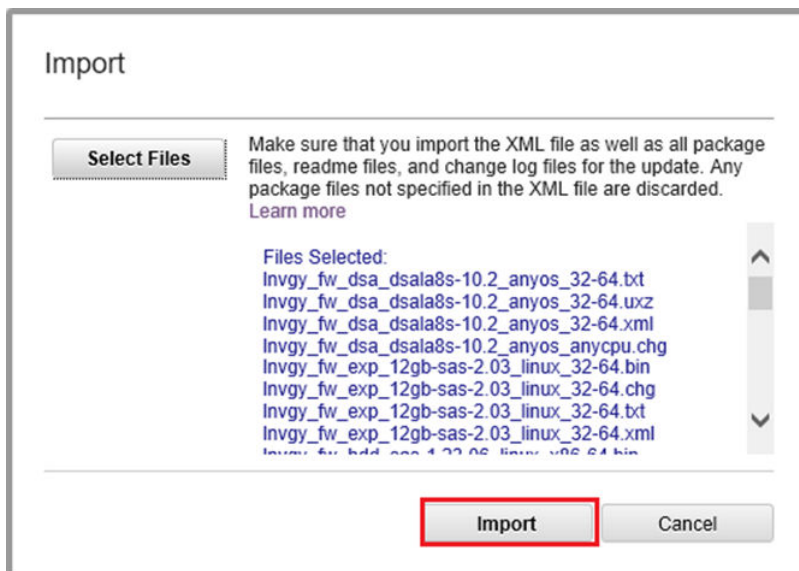 Import
Select Files
Make sure that you import the XML file as well as all package
files, readme files, and change log files for the update. Any
package files not specified in the XML file are discarded.
Learn more
Files Selected:
lnvgy_fw_dsa_dsala8s-10.2_anyos_32-64.txt
lnvgy_fw_dsa_dsala8s-10.2_anyos_32-64.uxz
lnvgy_fw_dsa_dsala8s-10.2_anyos_32-64.xml
lnvgy_fw_dsa_dsala8s-10.2_anyos_anycpu.chg
lnvgy_fw_exp_12gb-sas-2.03_linux_32-64.bin
lnvgy_fw_exp_12gb-sas-2.03_linux_32-64.chg
lnvgy_fw_exp_12gb-sas-2.03_linux_32-64.txt
lnvgy_fw_exp_12gb-sas-2.03_linux_32-64.xml
Import
Cancel